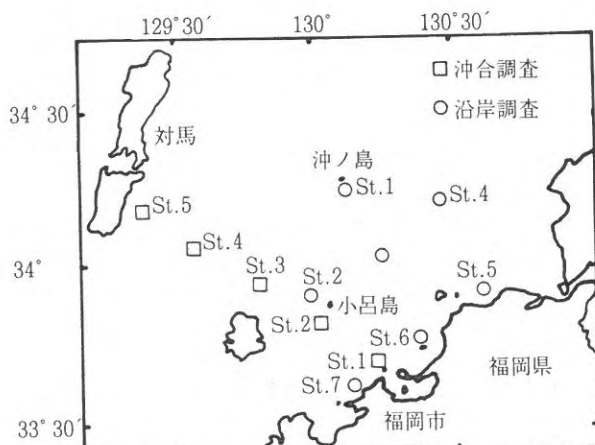 129°30′
130°
130°30′
□沖合調査
○沿岸調査
34°30′
対馬
沖ノ島
St.1
St.4
St.5
St.4
34°
St.3
St.2
St.5
小呂島
St.2
St.6
St.1
福岡県
St.7
33°30′
福岡市